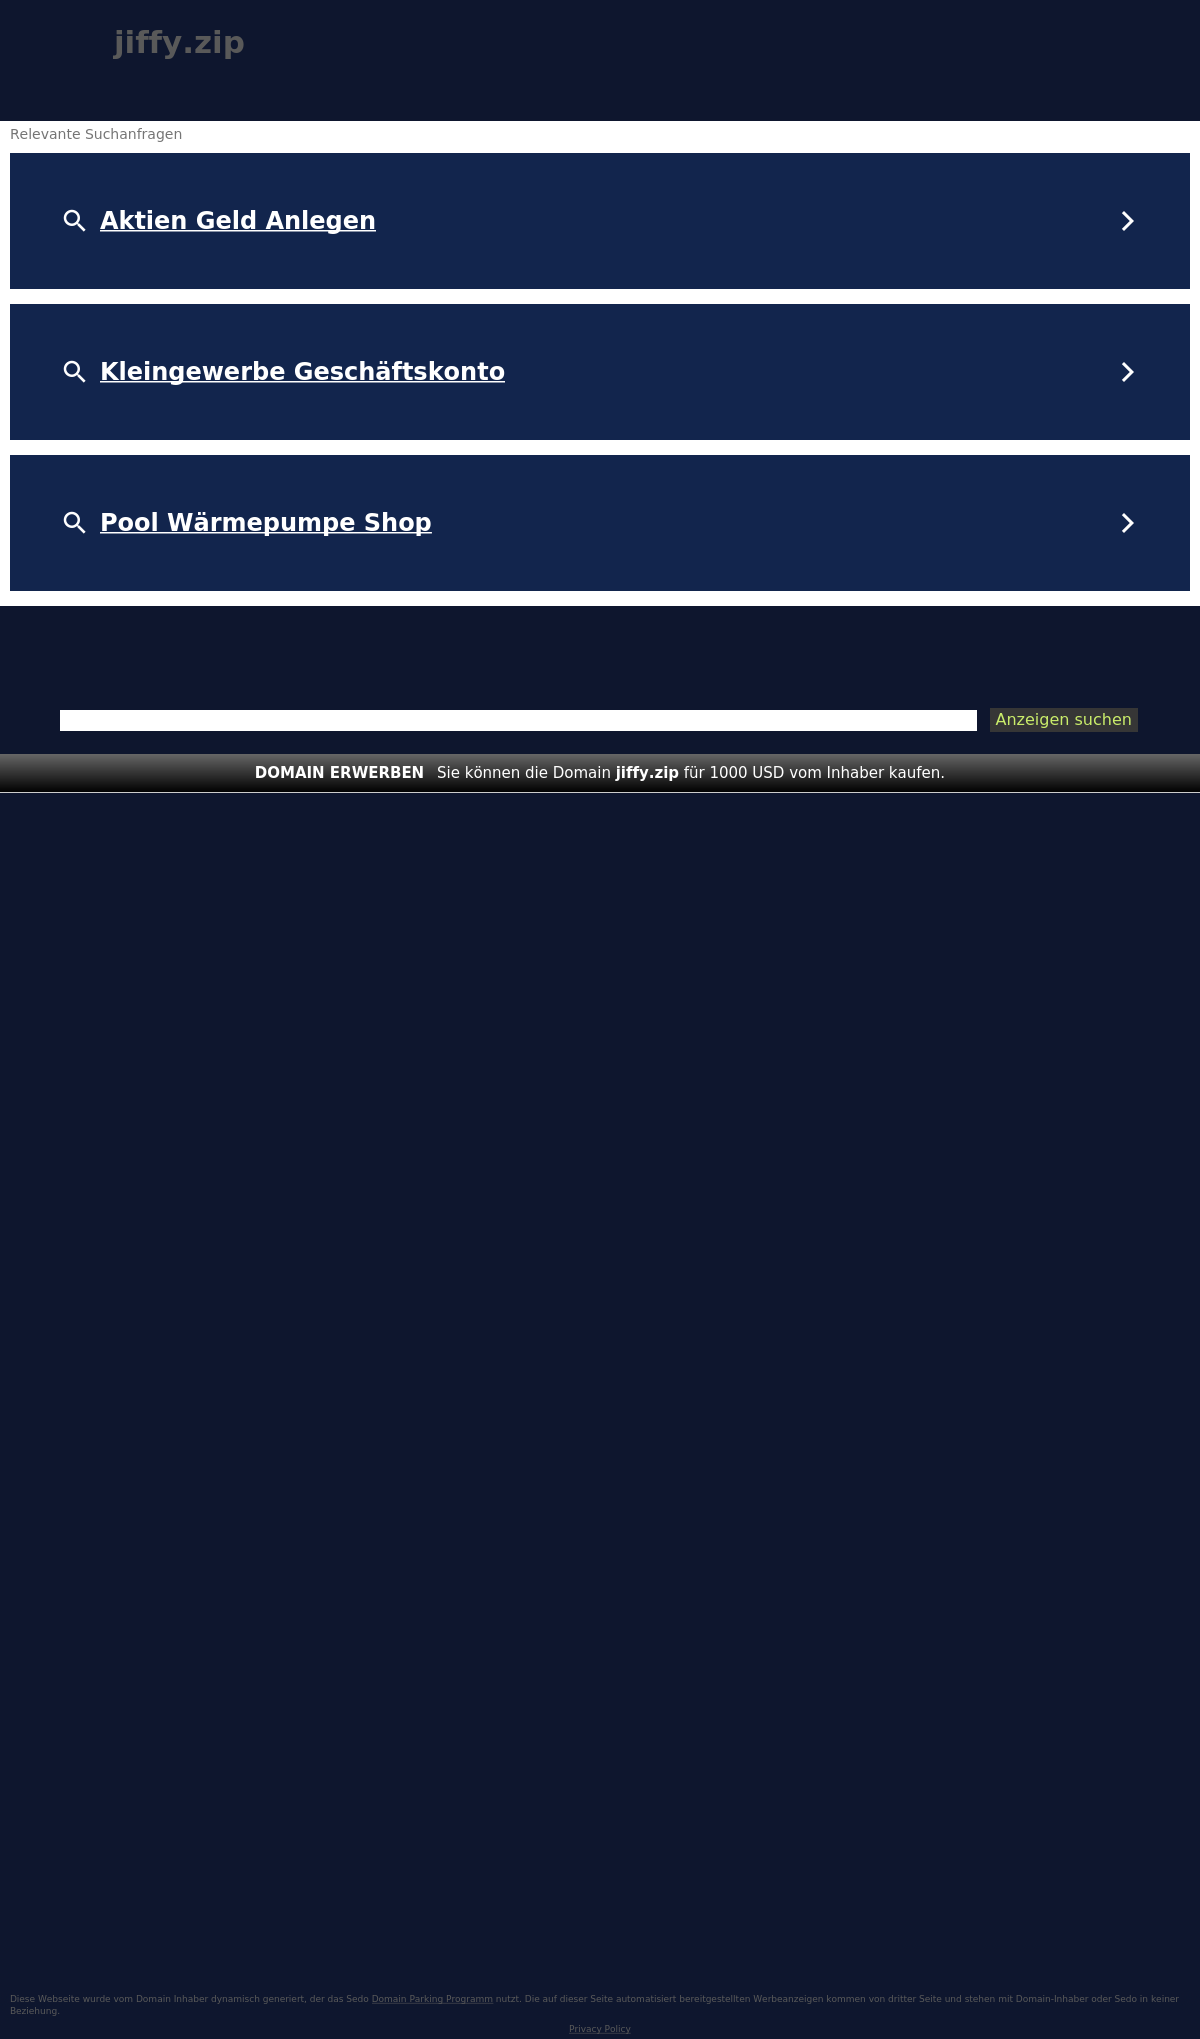 jiffy.zip
Relevante Suchanfragen
Aktien Geld Anlegen
Kleingewerbe Geschäftskonto
Pool Wärmepumpe Shop
Anzeigen suchen
DOMAIN ERWERBEN Sie können die Domain jiffy.zip für 1000 USD vom Inhaber kaufen.
Diese Webseite wurde vom Domain Inhaber dynamisch generiert, der das Sedo Domain Parking Programm nutzt. Die auf dieser Seite automatisiert bereitgestellten Werbeanzeigen kommen von dritter Seite und stehen mit Domain-Inhaber oder Sedo in keiner
Beziehung.
Privacy Policy